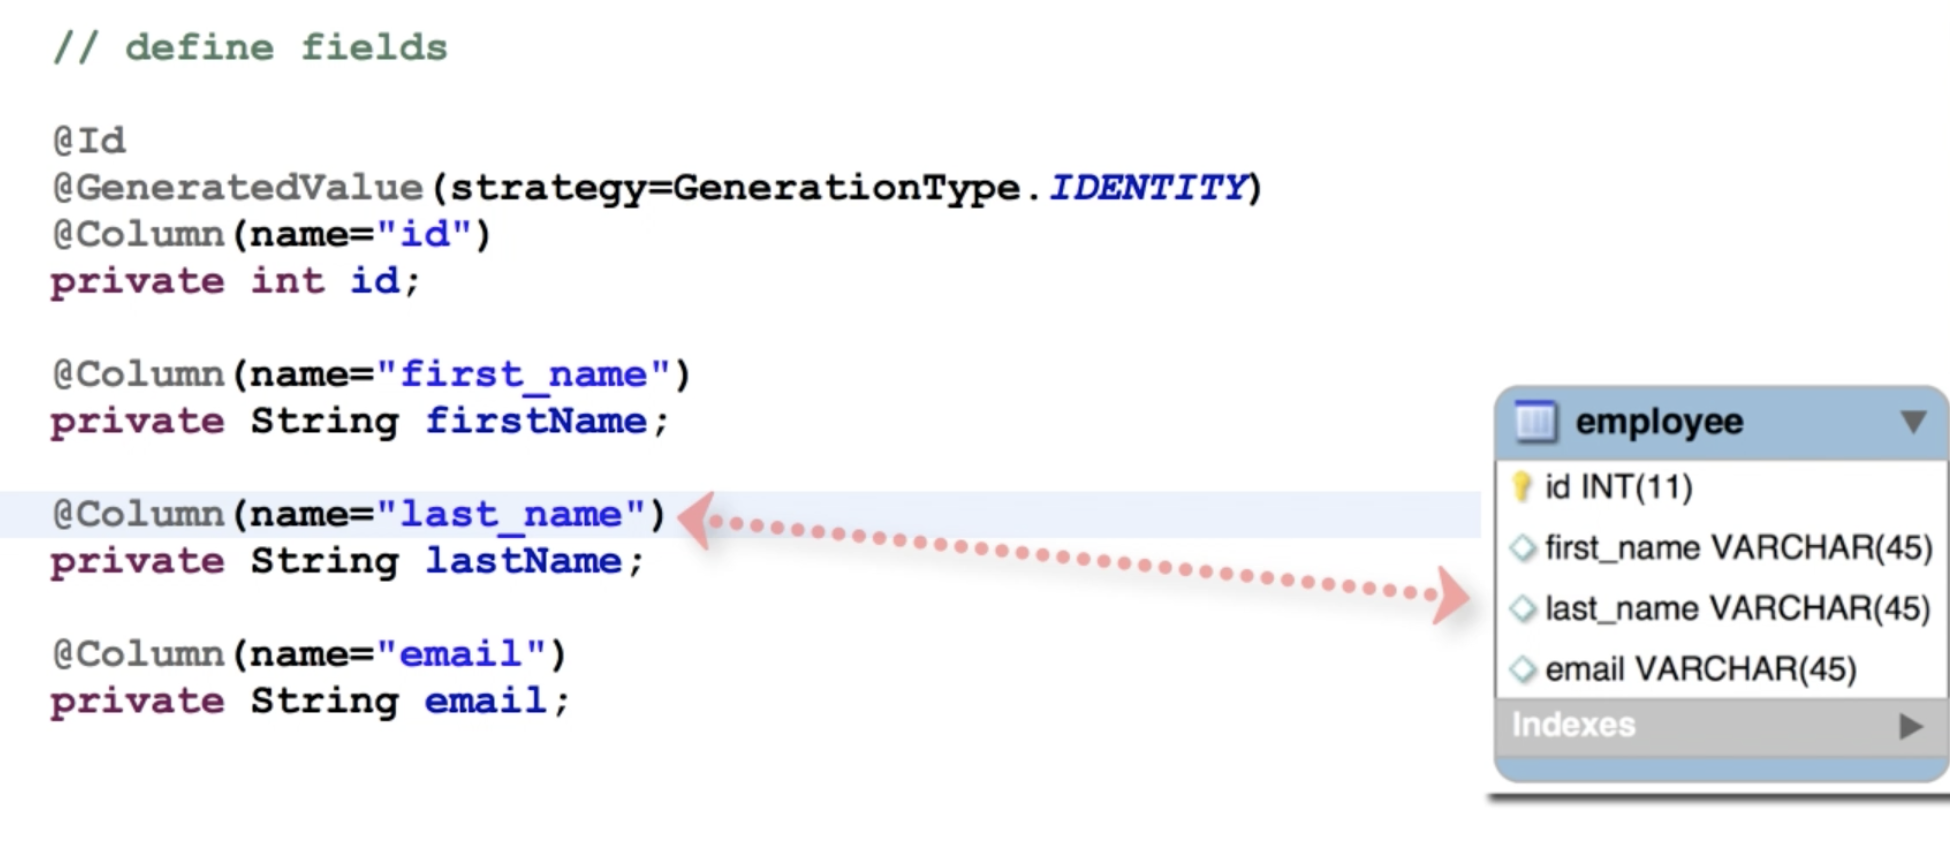 // define fields
@Id
@GeneratedValue(strategy=GenerationType.IDENTITY)
@Column(name="id")
private int id;
@Column(name="first_name")
private String firstName;
@Column(name="last_name")
private String lastName;
@Column(name="email")
private String email;
employee
id INT(11)
first_name VARCHAR(45)
last_name VARCHAR(45)
email VARCHAR(45)
Indexes